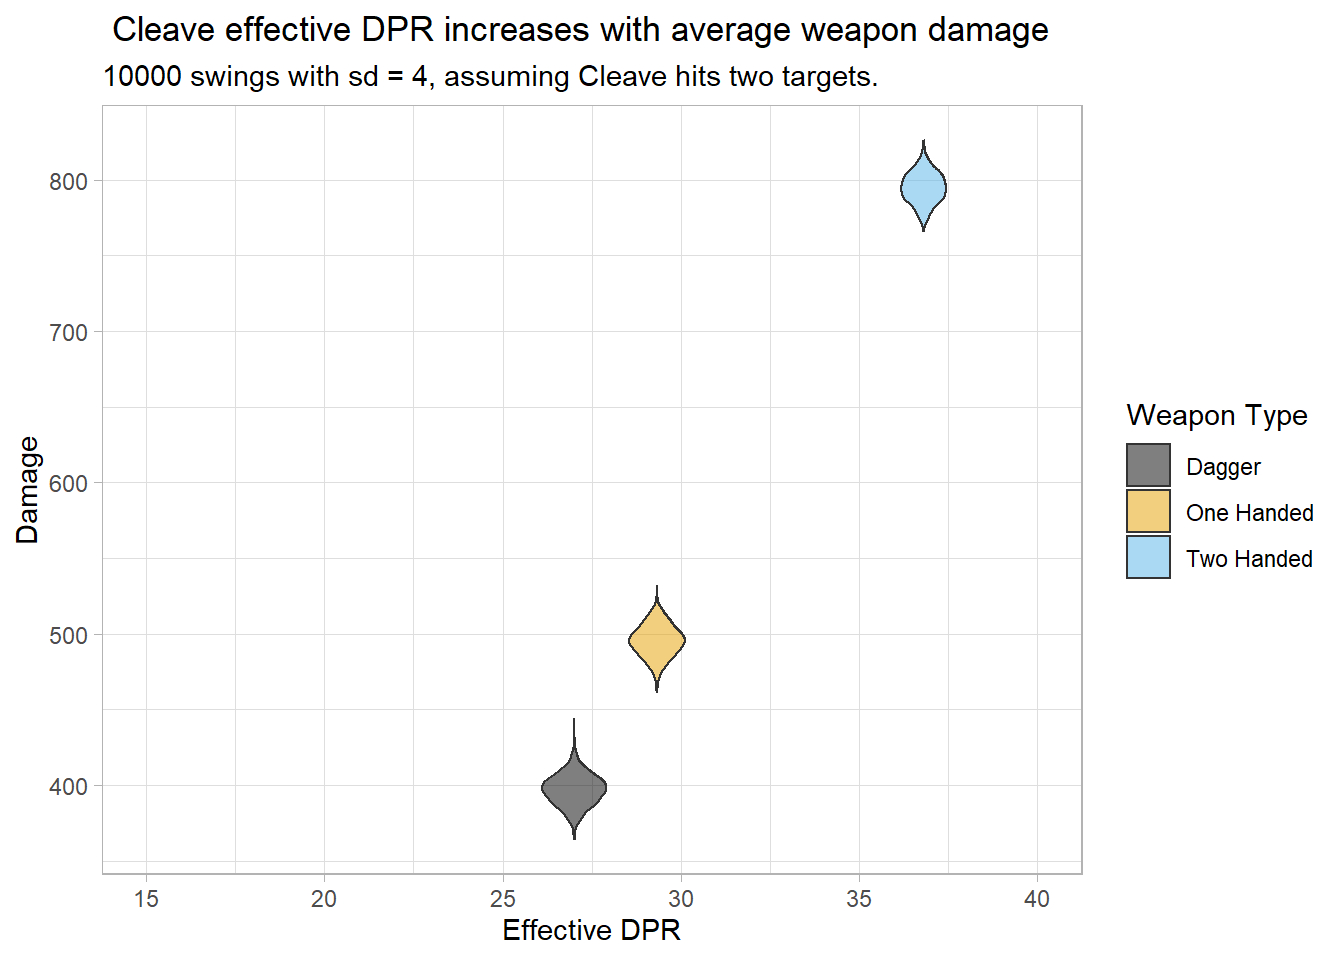 Cleave effective DPR increases with average weapon damage
10000 swings with sd = 4, assuming Cleave hits two targets.
800
700
600
500
400
Damage
15 20 25 30 35 40
Effective DPR
Weapon Type
Dagger
One Handed
Two Handed